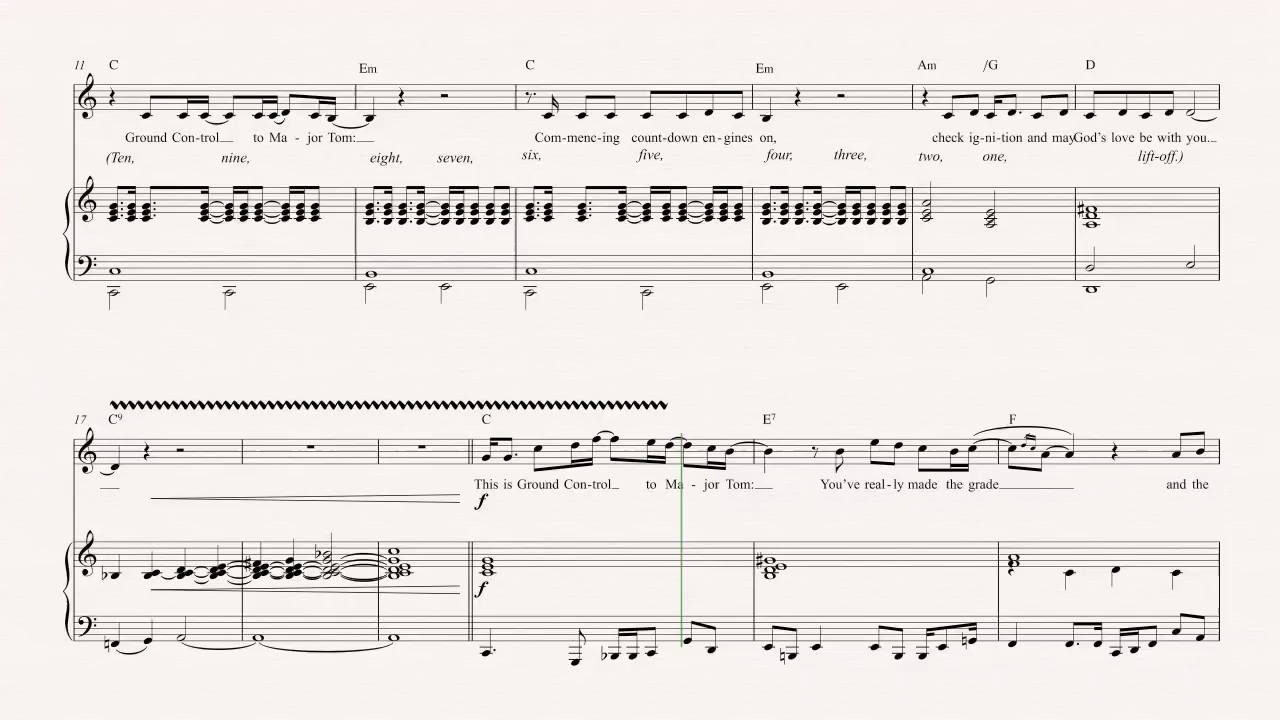 11 C Em C Em Am /G D
Ground Con-trol to Ma - jor Tom: Com-menc-ing count-down en-gines on, check ig-ni-tion and may God's love be with you.
(Ten, nine, eight, seven, six, five, four, three, two, one, lift-off.)
17 C9 C E7 F
This is Ground Con-trol to Ma - jor Tom: You've real-ly made the grade and the
f
f